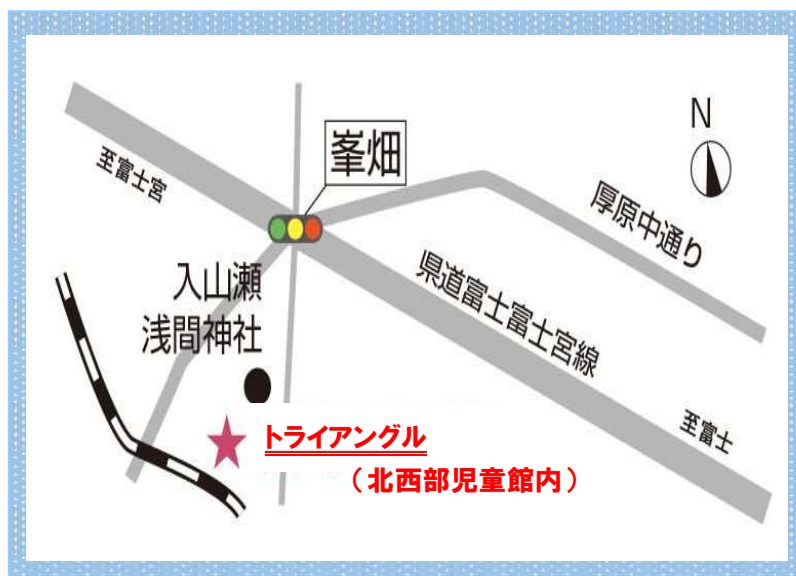 N
峯畑
至富士宮
厚原中通り
入山瀬
浅間神社
県道富士富士宮線
至富士
トライアングル
（北西部児童館内）